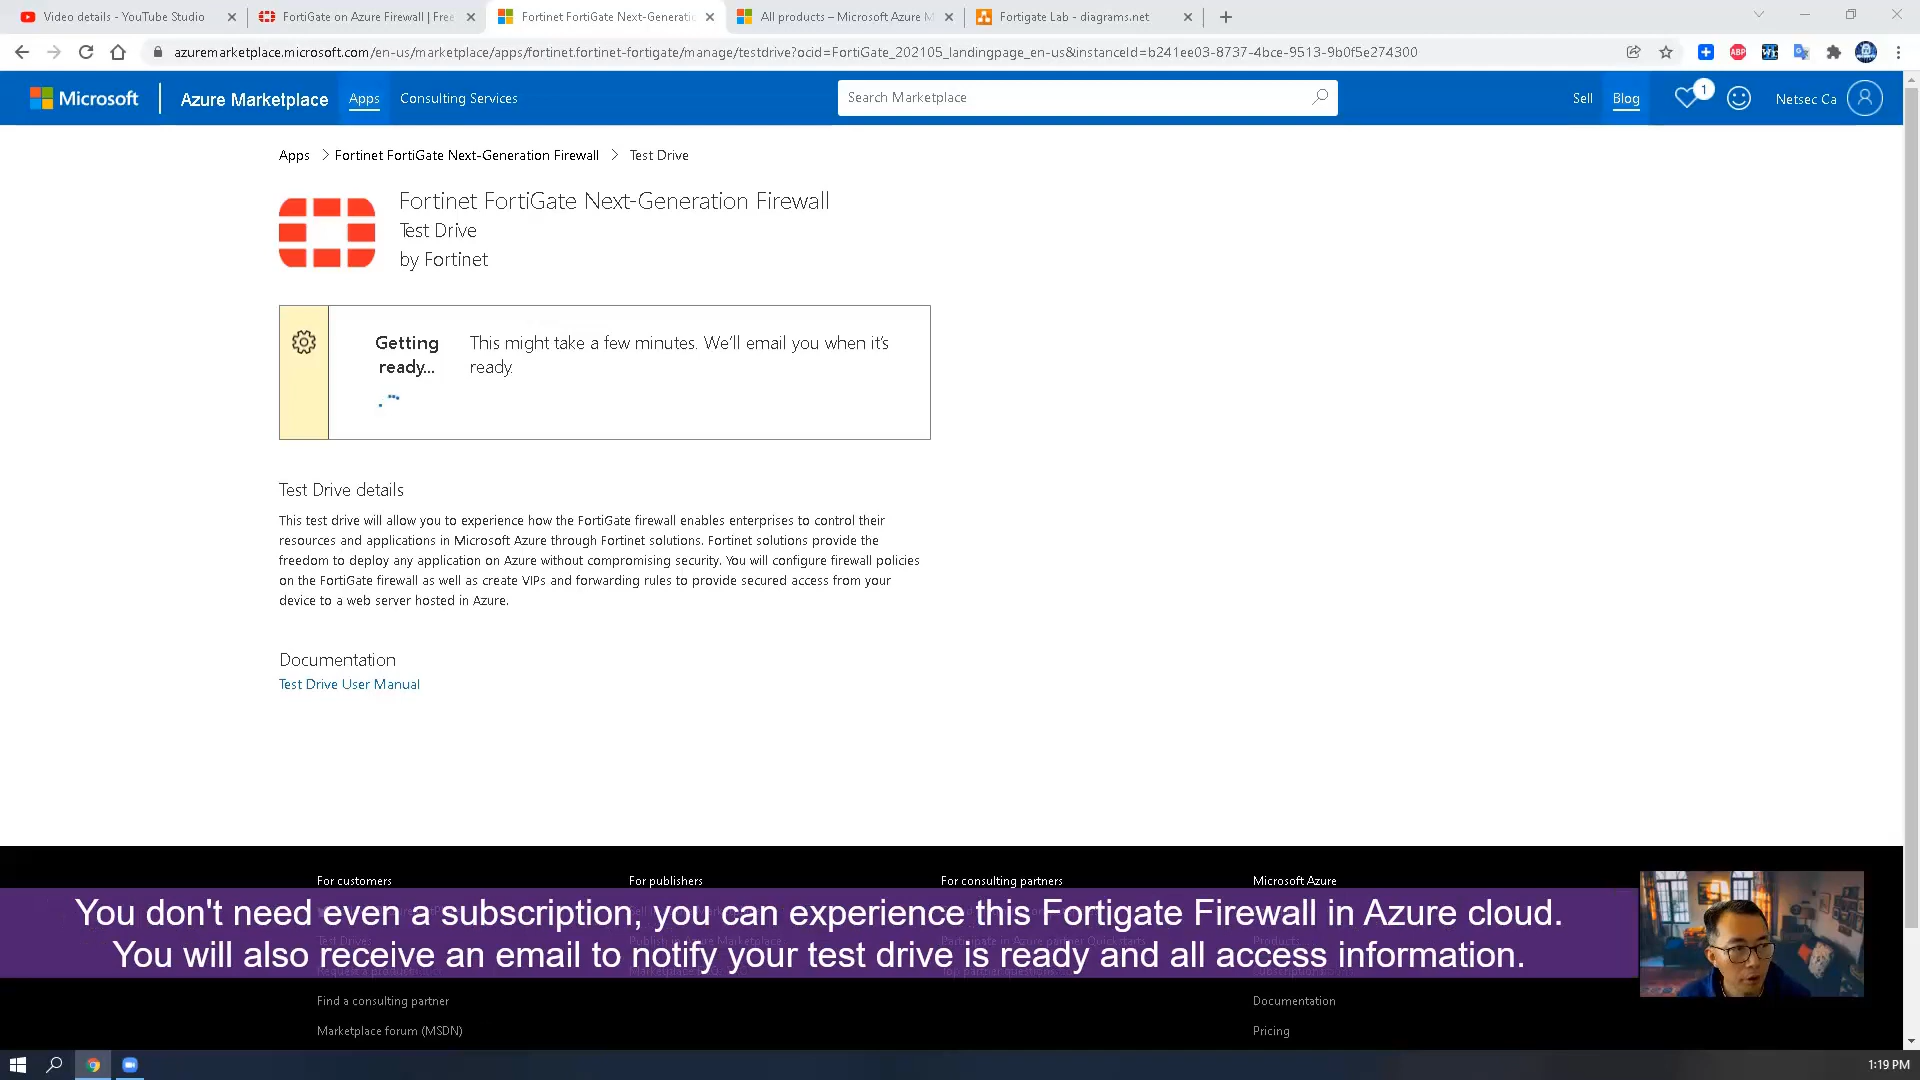 Video details - YouTube Studio
FortiGate on Azure Firewall | Free
Fortinet FortiGate Next-Generatio
All products – Microsoft Azure M
Fortigate Lab - diagrams.net
azuremarketplace.microsoft.com/en-us/marketplace/apps/fortinet.fortinet-fortigate/manage/testdrive?ocid=FortiGate_202105_landingpage_en-us&instanceId=b241ee03-8737-4bce-9513-9b0f5e274300
ABP
Microsoft
Azure Marketplace
Apps
Consulting Services
Search Marketplace
Sell
Blog
1
Netsec Ca
Apps > Fortinet FortiGate Next-Generation Firewall > Test Drive
Fortinet FortiGate Next-Generation Firewall
Test Drive
by Fortinet
Getting ready...
This might take a few minutes. We'll email you when it's
ready.
Test Drive details
This test drive will allow you to experience how the FortiGate firewall enables enterprises to control their
resources and applications in Microsoft Azure through Fortinet solutions. Fortinet solutions provide the
freedom to deploy any application on Azure without compromising security. You will configure firewall policies
on the FortiGate firewall as well as create VIPs and forwarding rules to provide secured access from your
device to a web server hosted in Azure.
Documentation
Test Drive User Manual
For customers
For publishers
For consulting partners
Microsoft Azure
You don't need even a subscription, you can experience this Fortigate Firewall in Azure cloud.
You will also receive an email to notify your test drive is ready and all access information.
Find a consulting partner
Documentation
Marketplace forum (MSDN)
Pricing
1:19 PM